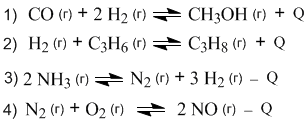 1) CO (г) + 2 H₂ (г) ⇌ CH₃OH (г) + Q
2) H₂ (г) + C₃H₆ (г) ⇌ C₃H₈ (г) + Q
3) 2 NH₃ (г) ⇌ N₂ (г) + 3 H₂ (г) – Q
4) N₂ (г) + O₂ (г) ⇌ 2 NO (г) – Q